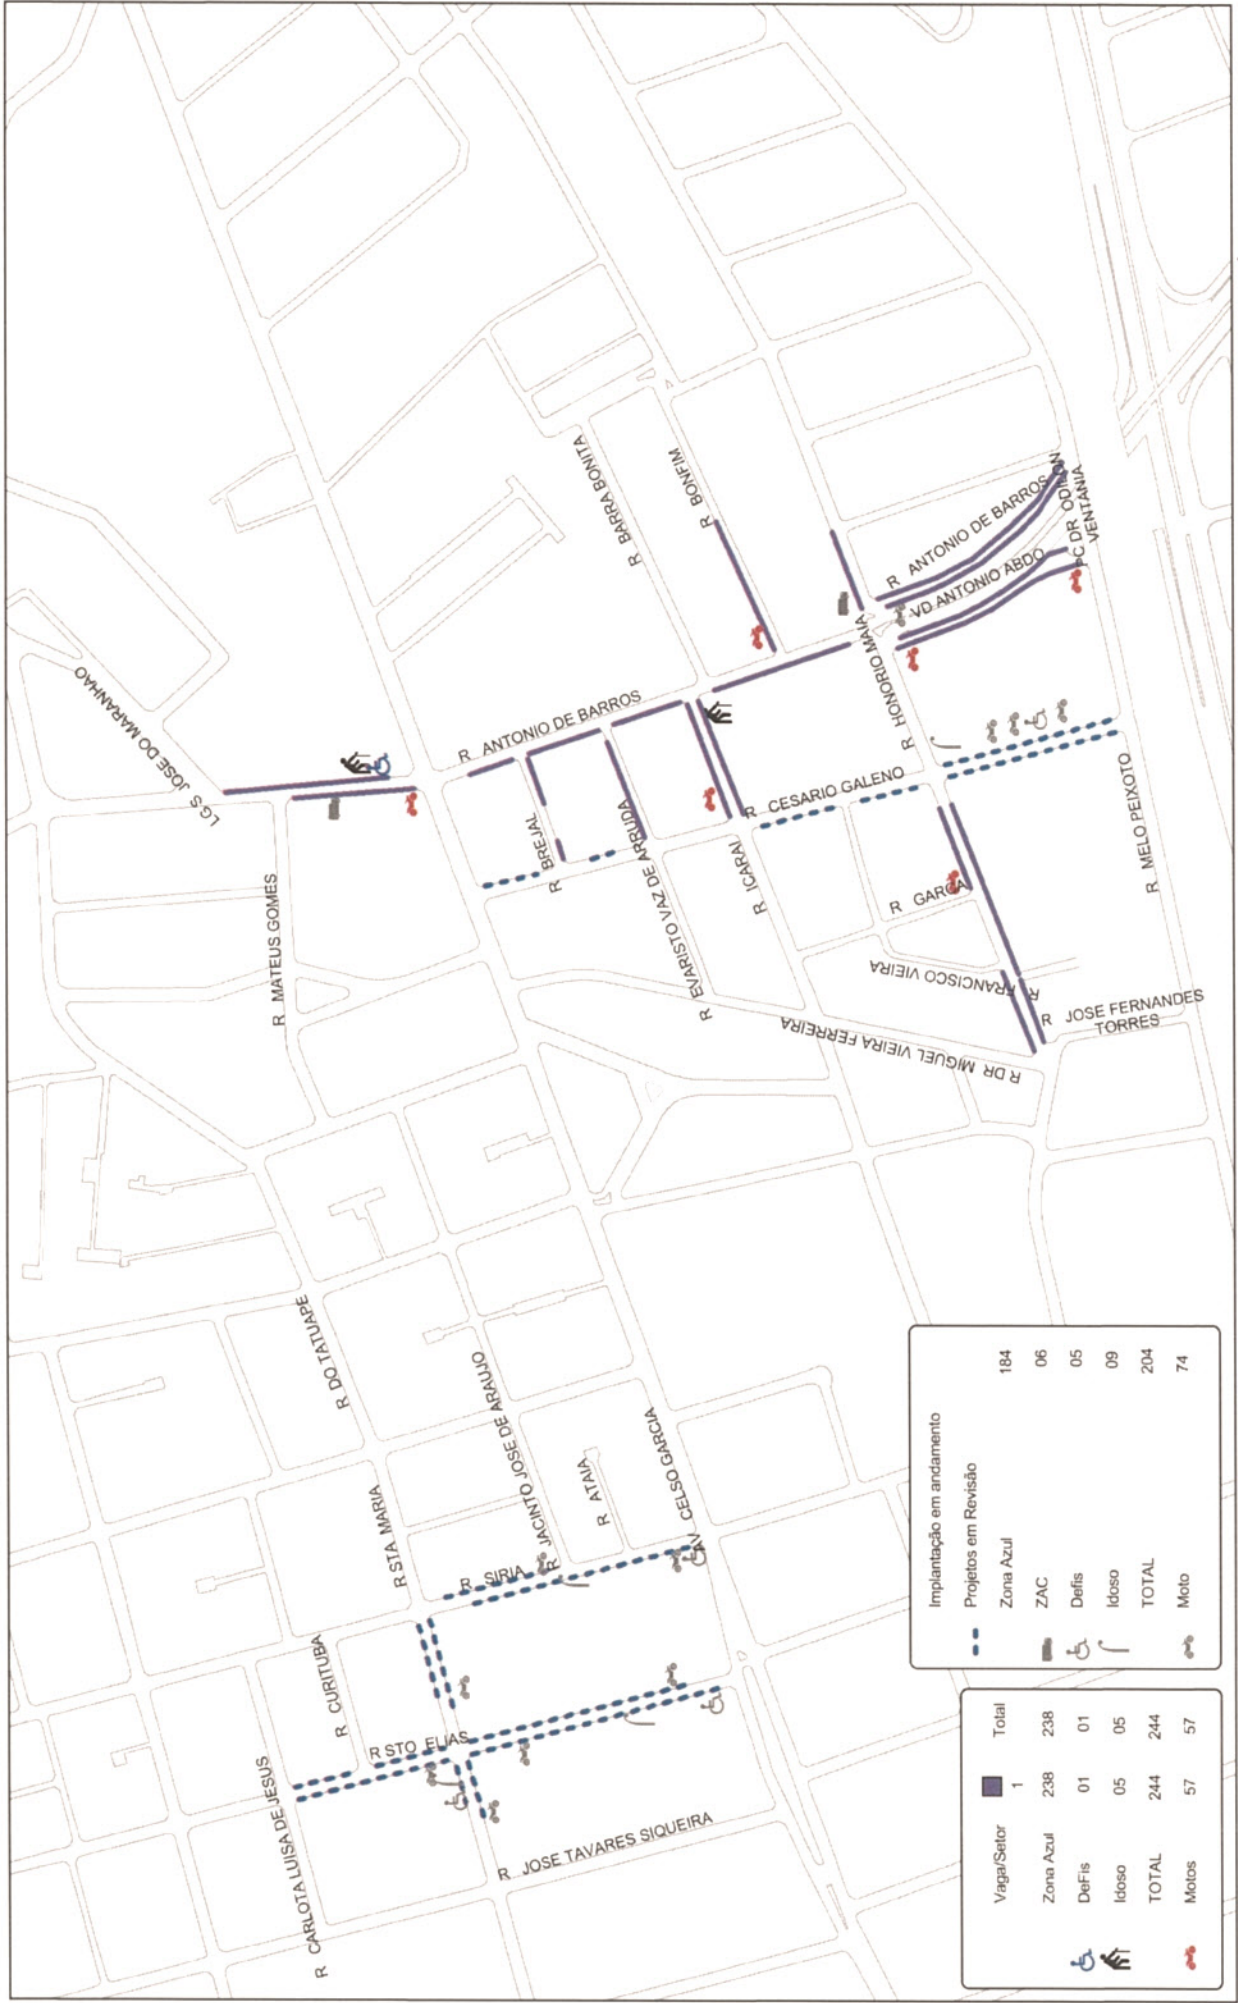 LGS JOSE DO MARANHAO
R MATEUS GOMES
R ANTONIO DE BARROS
R BARRA BONITA
R BONFIM
R BREJAL
R EVARISTO VAZ DE ARRUDA
R ICARAI
R CESARIO GALENO
R HONORIO MAIA
R ANTONIO DE BARROS
VD ANTONIO ABDO
PC DR ODILON
VENTANIA
R GARCA
R FRANCISCO VIEIRA
R DR MIGUEL VIEIRA FERREIRA
R JOSE FERNANDES
TORRES
R MELO PEIXOTO
R DO TATUAPE
R STA MARIA
R JACINTO JOSE DE ARAUJO
R ATAIA
AV CELSO GARCIA
R SIRIA
R CURITUBA
R STO ELIAS
R CARLOTA LUISA DE JESUS
R JOSE TAVARES SIQUEIRA
Vaga/Setor 1 Total
Zona Azul 238 238
DeFis 01 01
Idoso 05 05
TOTAL 244 244
Motos 57 57
Implantação em andamento
Projetos em Revisão
Zona Azul 184
ZAC 06
Defis 05
Idoso 09
TOTAL 204
Moto 74